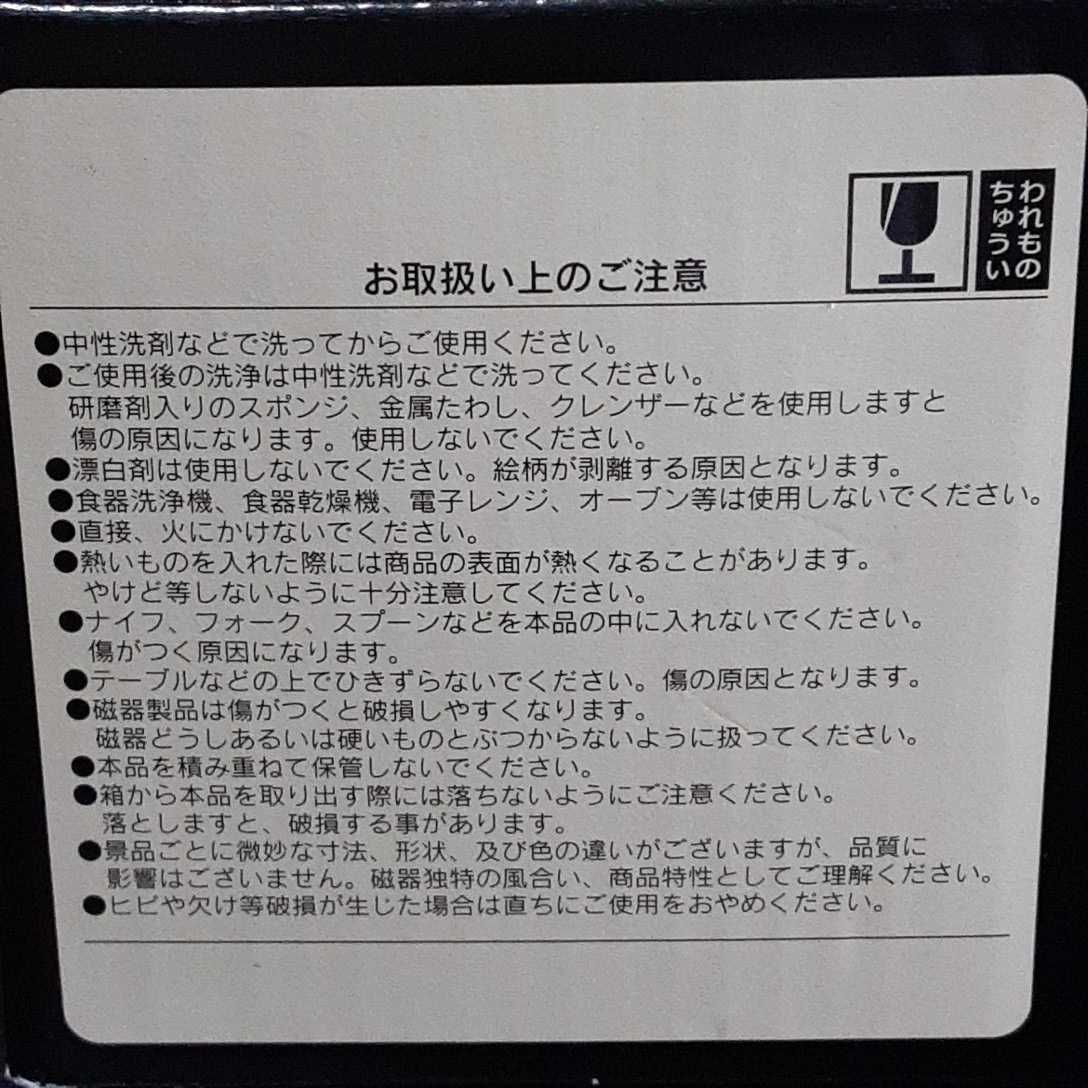 われもの
ちゅうい
お取扱い上のご注意
●中性洗剤などで洗ってからご使用ください。
●ご使用後の洗浄は中性洗剤などで洗ってください。
研磨剤入りのスポンジ、金属たわし、クレンザーなどを使用しますと
傷の原因になります。使用しないでください。
●漂白剤は使用しないでください。絵柄が剥離する原因となります。
●食器洗浄機、食器乾燥機、電子レンジ、オーブン等は使用しないでください。
●直接、火にかけないでください。
●熱いものを入れた際には商品の表面が熱くなることがあります。
やけど等しないように十分注意してください。
●ナイフ、フォーク、スプーンなどを本品の中に入れないでください。
傷がつく原因になります。
●テーブルなどの上でひきずらないでください。傷の原因となります。
●磁器製品は傷がつくと破損しやすくなります。
磁器どうしあるいは硬いものとぶつからないように扱ってください。
●本品を積み重ねて保管しないでください。
●箱から本品を取り出す際には落ちないようにご注意ください。
落としますと、破損する事があります。
●景品ごとに微妙な寸法、形状、及び色の違いがございますが、品質に
影響はございません。磁器独特の風合い、商品特性としてご理解ください。
●ヒビや欠け等破損が生じた場合は直ちにご使用をおやめください。